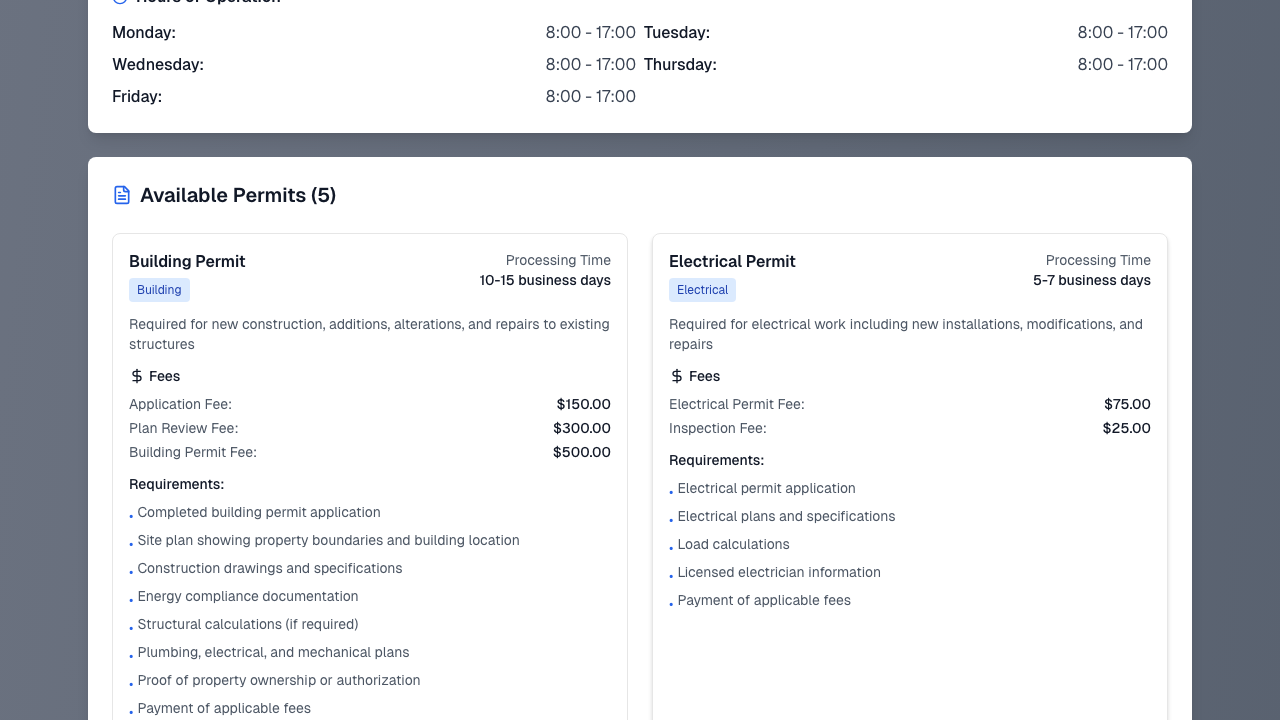 Hours of Operation
Monday: 8:00 - 17:00 Tuesday: 8:00 - 17:00
Wednesday: 8:00 - 17:00 Thursday: 8:00 - 17:00
Friday: 8:00 - 17:00
Available Permits (5)
Building Permit
Processing Time
10-15 business days
Building
Required for new construction, additions, alterations, and repairs to existing
structures
Fees
Application Fee: $150.00
Plan Review Fee: $300.00
Building Permit Fee: $500.00
Requirements:
• Completed building permit application
• Site plan showing property boundaries and building location
• Construction drawings and specifications
• Energy compliance documentation
• Structural calculations (if required)
• Plumbing, electrical, and mechanical plans
• Proof of property ownership or authorization
• Payment of applicable fees
Electrical Permit
Processing Time
5-7 business days
Electrical
Required for electrical work including new installations, modifications, and
repairs
Fees
Electrical Permit Fee: $75.00
Inspection Fee: $25.00
Requirements:
• Electrical permit application
• Electrical plans and specifications
• Load calculations
• Licensed electrician information
• Payment of applicable fees